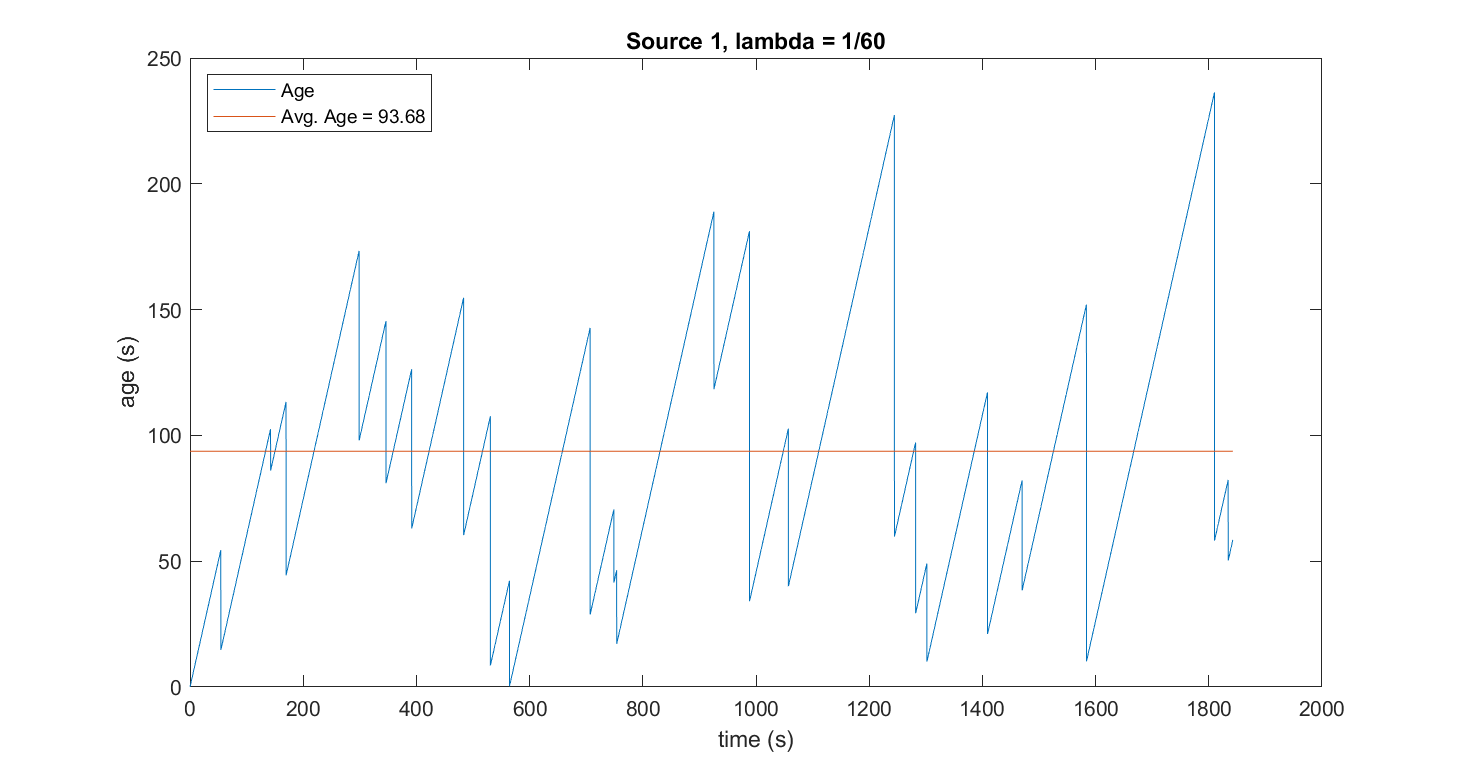 Source 1, lambda = 1/60
Age
Avg. Age = 93.68
250
200
150
100
50
0
age (s)
0 200 400 600 800 1000 1200 1400 1600 1800 2000
time (s)